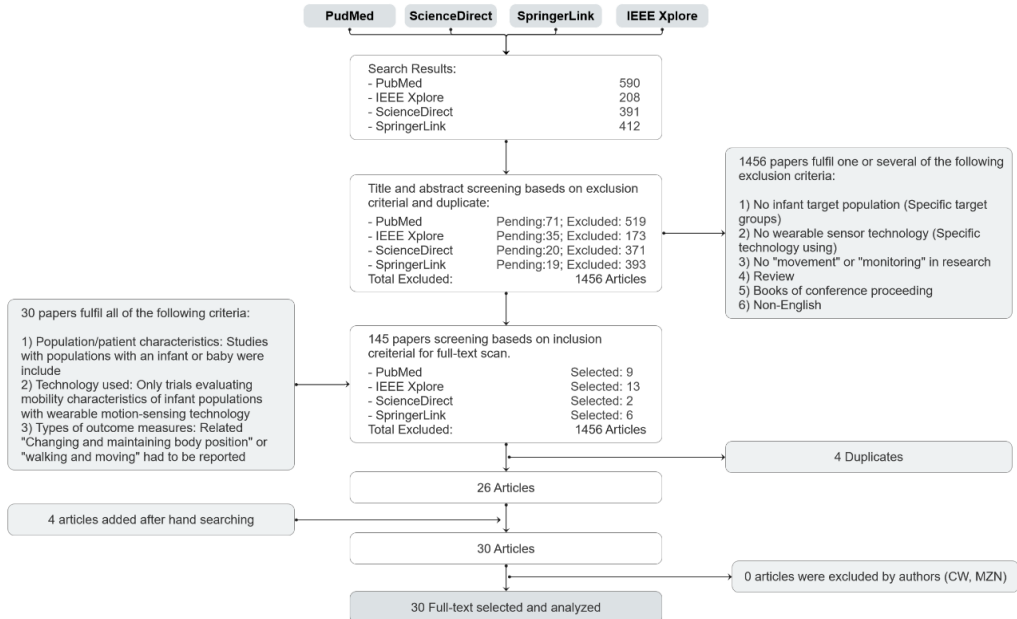 PudMed
ScienceDirect
SpringerLink
IEEE Xplore
Search Results:
- PubMed 590
- IEEE Xplore 208
- ScienceDirect 391
- SpringerLink 412
Title and abstract screening baseds on exclusion
criterial and duplicate:
- PubMed Pending:71; Excluded: 519
- IEEE Xplore Pending:35; Excluded: 173
- ScienceDirect Pending:20; Excluded: 371
- SpringerLink Pending:19; Excluded: 393
Total Excluded: 1456 Articles
1456 papers fulfil one or several of the following
exclusion criteria:
1) No infant target population (Specific target
groups)
2) No wearable sensor technology (Specific
technology using)
3) No "movement" or "monitoring" in research
4) Review
5) Books of conference proceeding
6) Non-English
30 papers fulfil all of the following criteria:
1) Population/patient characteristics: Studies
with populations with an infant or baby were
include
2) Technology used: Only trials evaluating
mobility characteristics of infant populations
with wearable motion-sensing technology
3) Types of outcome measures: Related
"Changing and maintaining body position" or
"walking and moving" had to be reported
145 papers screening baseds on inclusion
creiterial for full-text scan.
- PubMed Selected: 9
- IEEE Xplore Selected: 13
- ScienceDirect Selected: 2
- SpringerLink Selected: 6
Total Excluded: 1456 Articles
4 Duplicates
26 Articles
4 articles added after hand searching
30 Articles
0 articles were excluded by authors (CW, MZN)
30 Full-text selected and analyzed